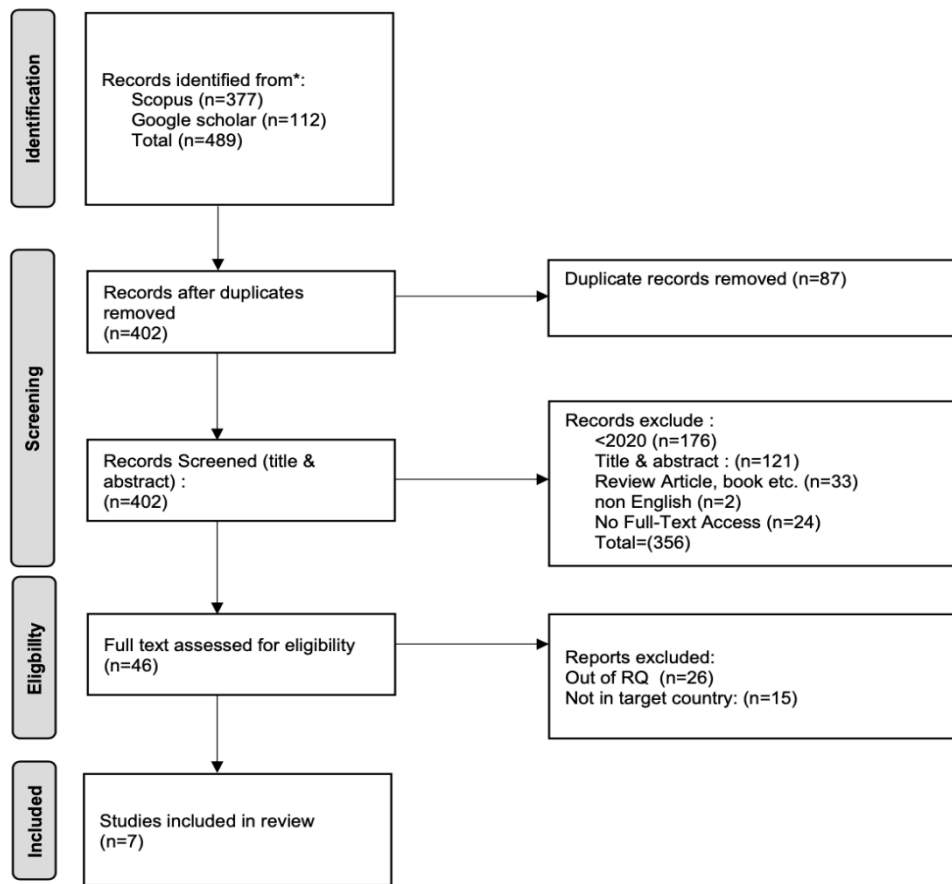 Identification
Records identified from*:
Scopus (n=377)
Google scholar (n=112)
Total (n=489)
Screening
Records after duplicates
removed
(n=402)
Duplicate records removed (n=87)
Records Screened (title &
abstract) :
(n=402)
Records exclude :
<2020 (n=176)
Title & abstract : (n=121)
Review Article, book etc. (n=33)
non English (n=2)
No Full-Text Access (n=24)
Total=(356)
Eligbility
Full text assessed for eligibility
(n=46)
Reports excluded:
Out of RQ (n=26)
Not in target country: (n=15)
Included
Studies included in review
(n=7)